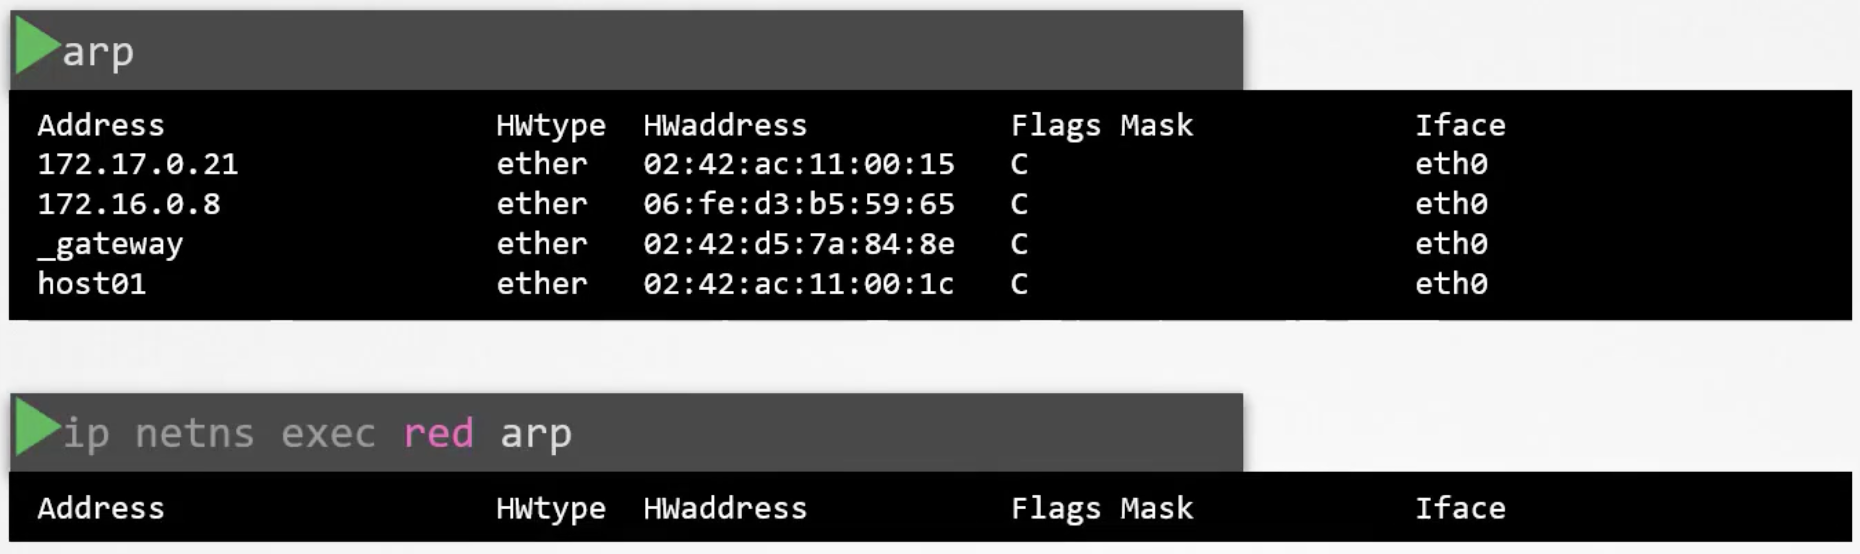 arp
Address HWtype HWaddress Flags Mask Iface
172.17.0.21 ether 02:42:ac:11:00:15 C eth0
172.16.0.8 ether 06:fe:d3:b5:59:65 C eth0
_gateway ether 02:42:d5:7a:84:8e C eth0
host01 ether 02:42:ac:11:00:1c C eth0
ip netns exec red arp
Address HWtype HWaddress Flags Mask Iface